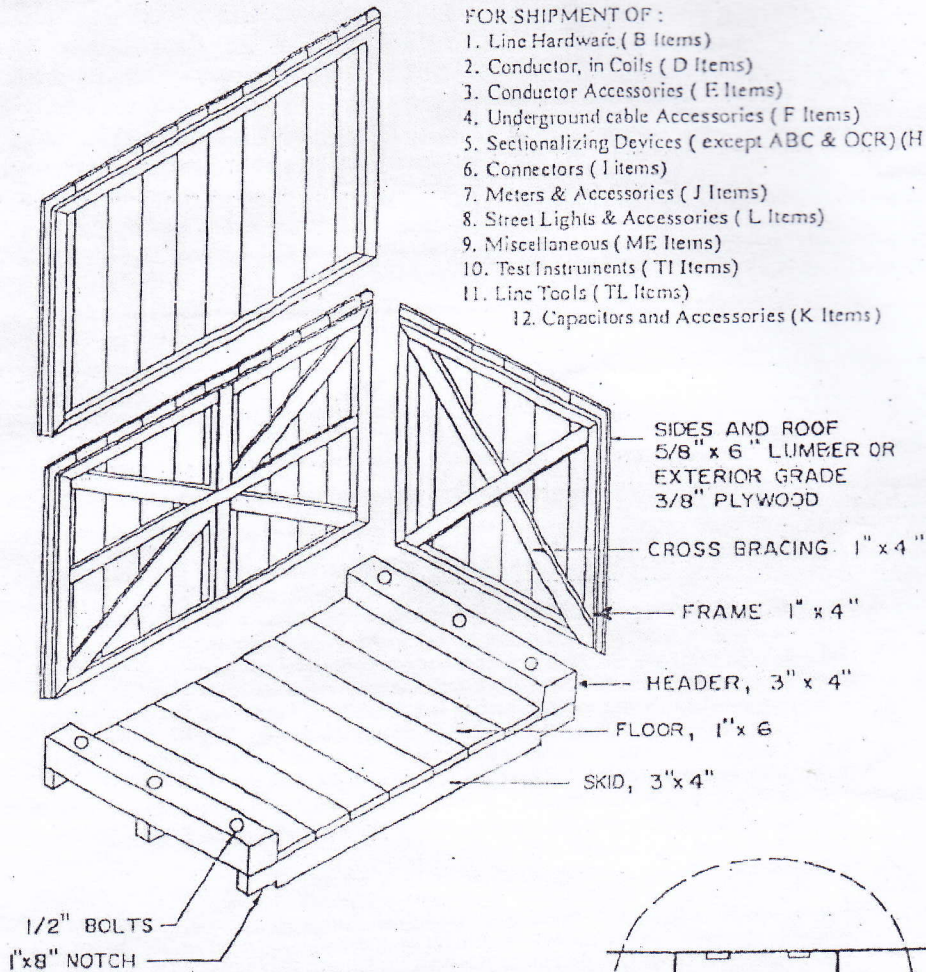 FOR SHIPMENT OF :
1. Line Hardware ( B Items)
2. Conductor, in Coils ( D Items)
3. Conductor Accessories ( E Items)
4. Underground cable Accessories ( F Items)
5. Sectionalizing Devices ( except ABC & OCR) (H
6. Connectors ( I items)
7. Meters & Accessories ( J Items)
8. Street Lights & Accessories ( L Items)
9. Miscellaneous ( ME Items)
10. Test Instruments ( TI Items)
11. Line Tools ( TL Items)
12. Capacitors and Accessories (K Items)
SIDES AND ROOF
5/8" x 6" LUMBER OR
EXTERIOR GRADE
3/8" PLYWOOD
CROSS BRACING 1" x 4"
FRAME 1" x 4"
HEADER, 3" x 4"
FLOOR, 1" x 6
SKID, 3" x 4"
1/2" BOLTS
1"x8" NOTCH